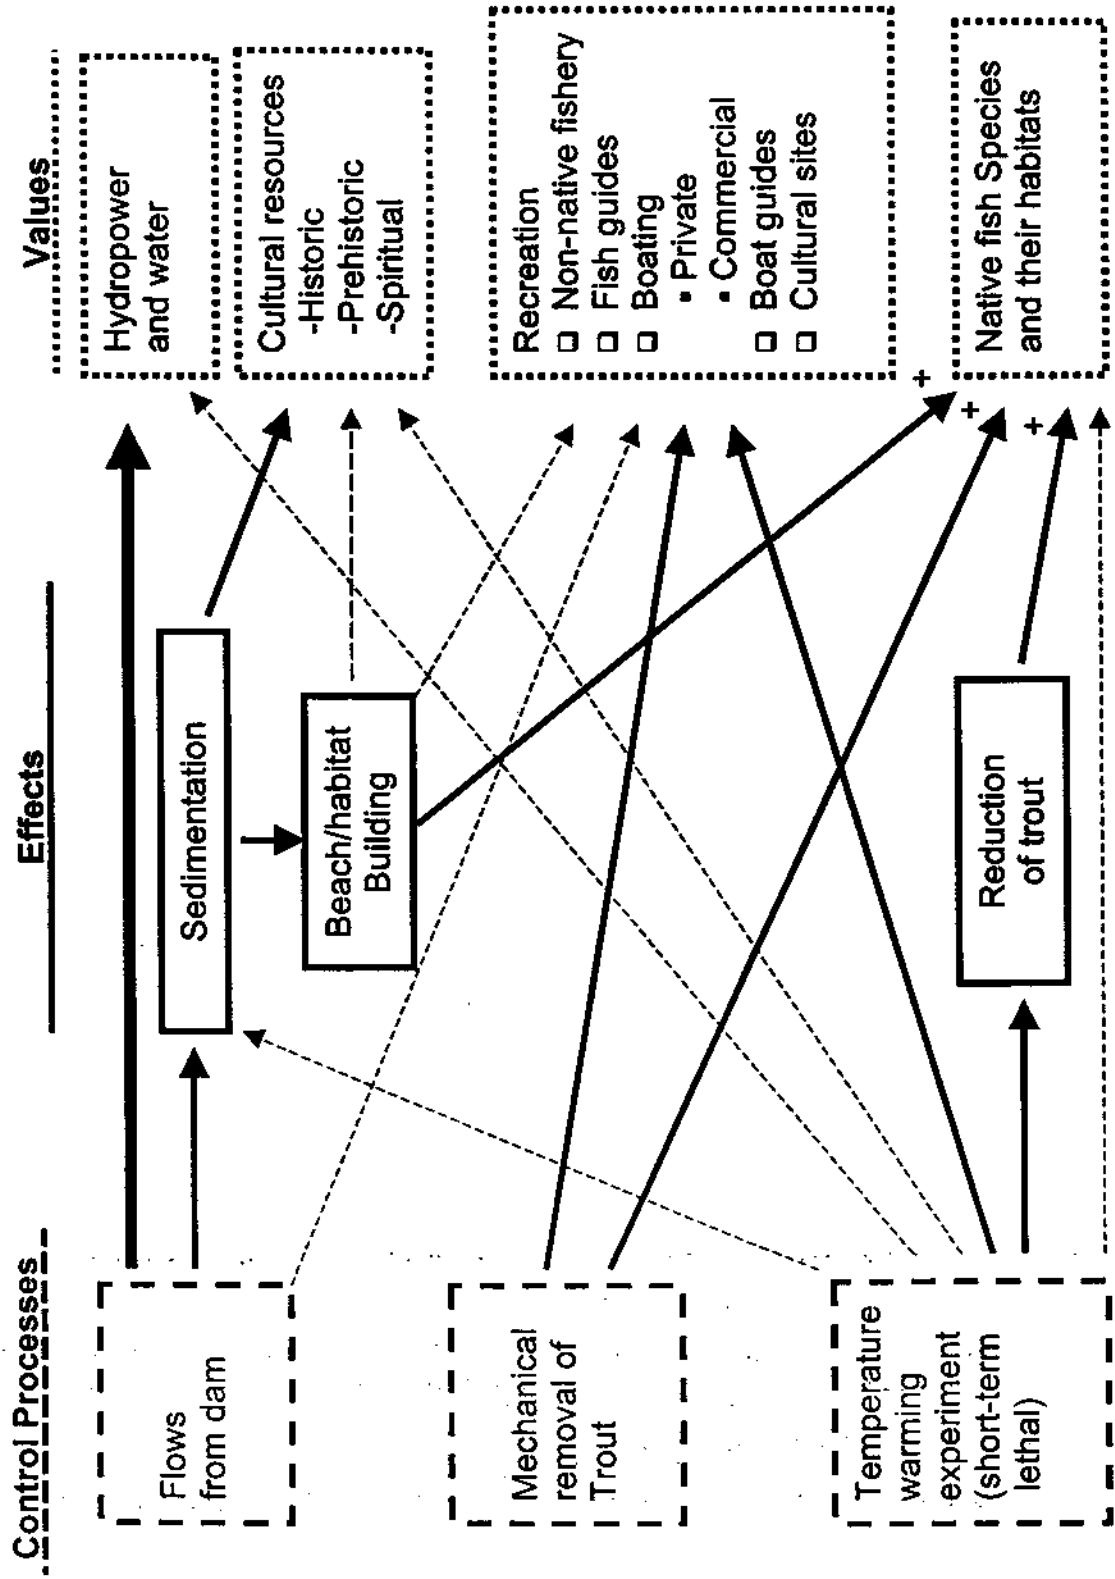 Control Processes
Effects
Values
Flows
from dam
Mechanical
removal of
Trout
Temperature
warming
experiment
(short-term
lethal)
Sedimentation
Beach/habitat
Building
Reduction
of trout
Hydropower
and water
Cultural resources
-Historic
-Prehistoric
-Spiritual
Recreation
❑ Non-native fishery
❑ Fish guides
❑ Boating
▪ Private
▪ Commercial
❑ Boat guides
❑ Cultural sites
+
+
+
Native fish Species
and their habitats